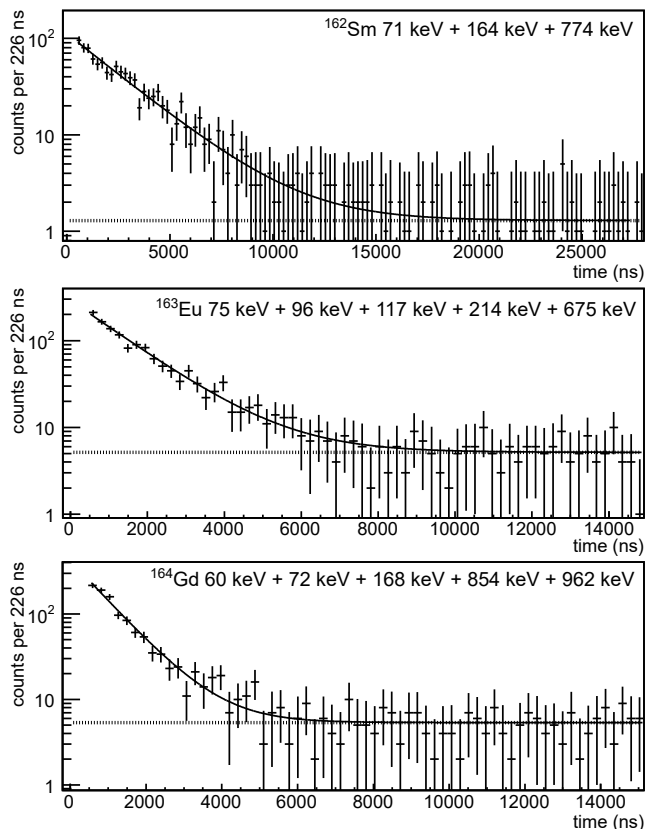 ¹⁶²Sm 71 keV + 164 keV + 774 keV
counts per 226 ns
10²
10
1
0 5000 10000 15000 20000 25000
time (ns)
¹⁶³Eu 75 keV + 96 keV + 117 keV + 214 keV + 675 keV
counts per 226 ns
10²
10
1
0 2000 4000 6000 8000 10000 12000 14000
time (ns)
¹⁶⁴Gd 60 keV + 72 keV + 168 keV + 854 keV + 962 keV
counts per 226 ns
10²
10
1
0 2000 4000 6000 8000 10000 12000 14000
time (ns)